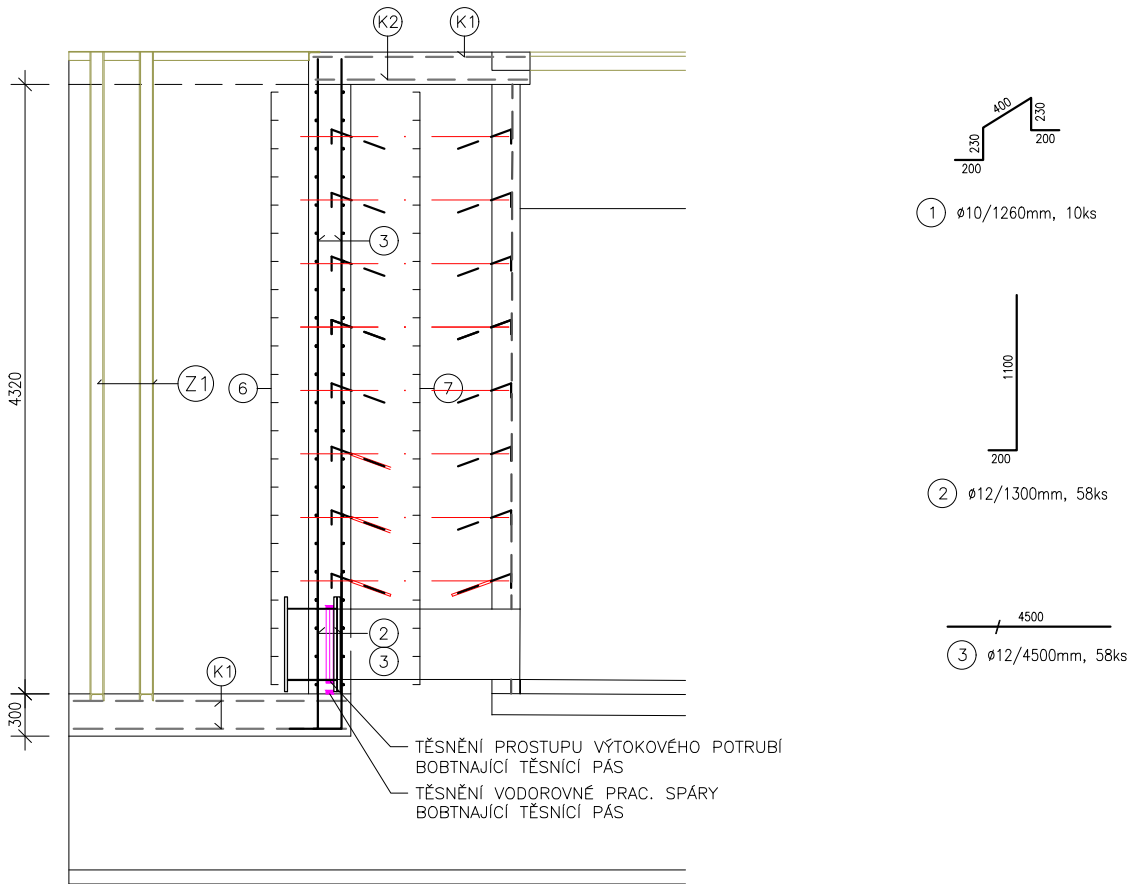 K2
K1
4320
300
3
Z1
6
7
2
3
K1
TĚSNĚNÍ PROSTUPU VÝTOKOVÉHO POTRUBÍ
BOBTNAJÍCÍ TĚSNÍCÍ PÁS
TĚSNĚNÍ VODOROVNÉ PRAC. SPÁRY
BOBTNAJÍCÍ TĚSNÍCÍ PÁS
400
230
230
200
200
1 ø10/1260mm, 10ks
1100
200
2 ø12/1300mm, 58ks
4500
3 ø12/4500mm, 58ks